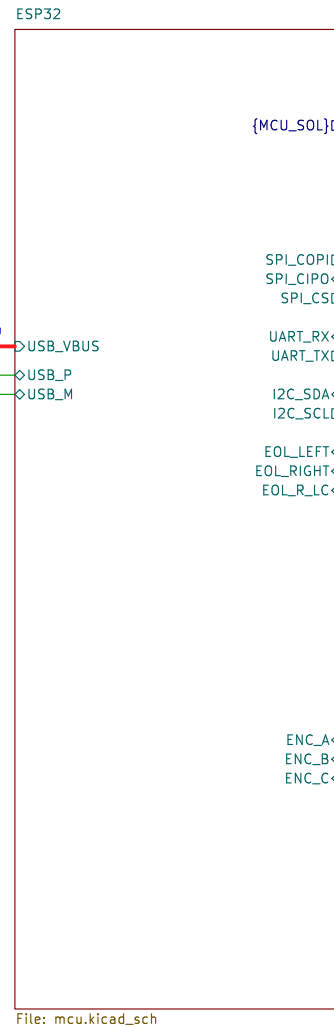 ESP32
{MCU_SOL}
SPI_COPI
SPI_CIPO
SPI_CS
UART_RX
USB_VBUS
UART_TX
USB_P
USB_M
I2C_SDA
I2C_SCL
EOL_LEFT
EOL_RIGHT
EOL_R_LC
ENC_A
ENC_B
ENC_C
File: mcu.kicad_sch